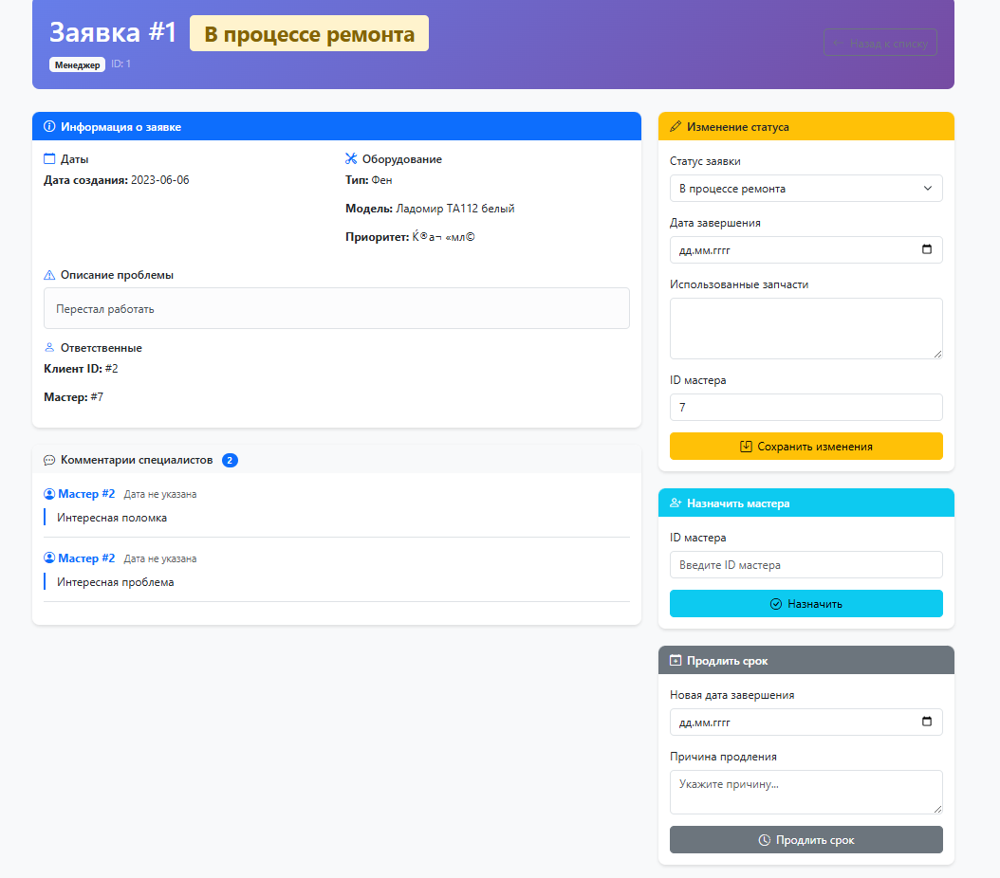 Заявка #1 В процессе ремонта
Менеджер ID: 1
← Назад к списку
Информация о заявке
Даты
Дата создания: 2023-06-06
Оборудование
Тип: Фен
Модель: Ладомир ТА112 белый
Приоритет: Ќ®а¬ «мл©
Описание проблемы
Перестал работать
Ответственные
Клиент ID: #2
Мастер: #7
Комментарии специалистов 2
Мастер #2 Дата не указана
Интересная поломка
Мастер #2 Дата не указана
Интересная проблема
Изменение статуса
Статус заявки
В процессе ремонта
Дата завершения
дд.мм.гггг
Использованные запчасти
ID мастера
7
Сохранить изменения
Назначить мастера
ID мастера
Введите ID мастера
Назначить
Продлить срок
Новая дата завершения
дд.мм.гггг
Причина продления
Укажите причину...
Продлить срок